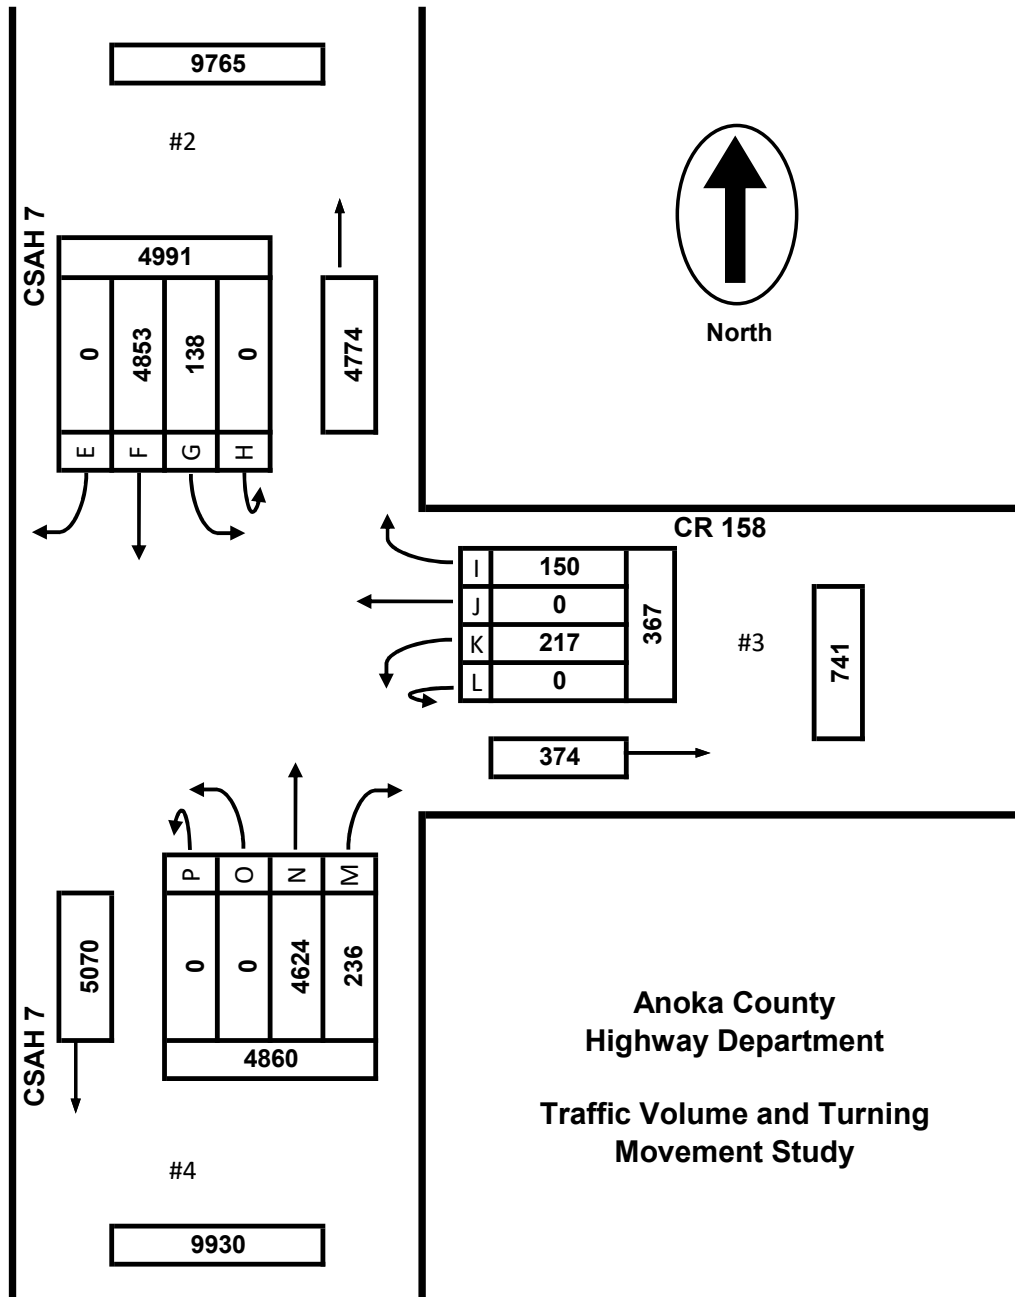 9765
#2
CSAH 7
4991
0
4853
138
0
E
F
G
H
4774
North
CR 158
I 150
J 0
K 217
L 0
367
#3
741
374
P
O
N
M
0
0
4624
236
4860
5070
CSAH 7
#4
9930
Anoka County
Highway Department
Traffic Volume and Turning
Movement Study